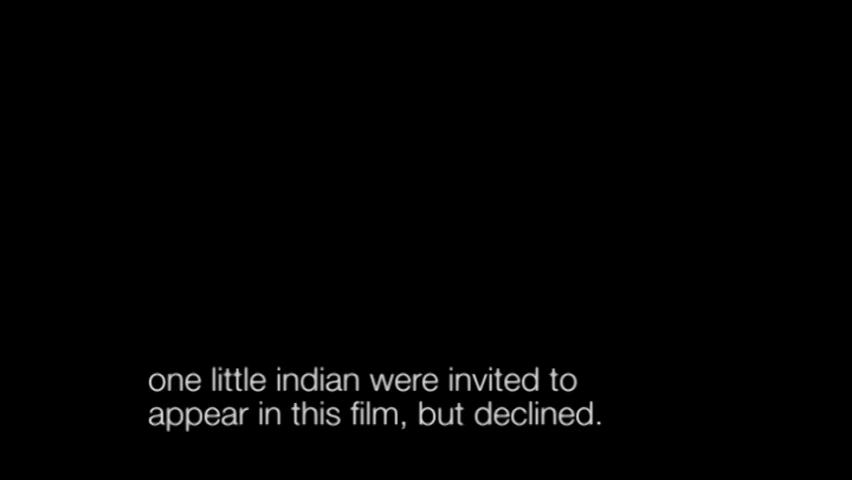 one little indian were invited to
appear in this film, but declined.